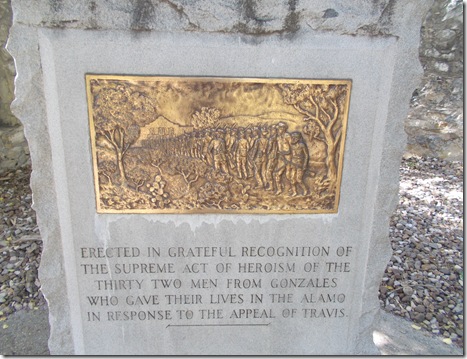 ERECTED IN GRATEFUL RECOGNITION OF
THE SUPREME ACT OF HEROISM OF THE
THIRTY TWO MEN FROM GONZALES
WHO GAVE THEIR LIVES IN THE ALAMO
IN RESPONSE TO THE APPEAL OF TRAVIS.